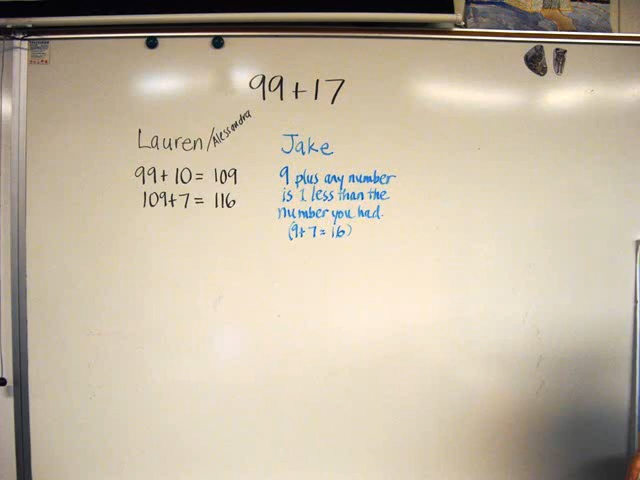 99+17
Lauren/Alessandra
99+10=109
109+7=116
Jake
9 plus any number
is 1 less than the
number you had.
(9+7=16)